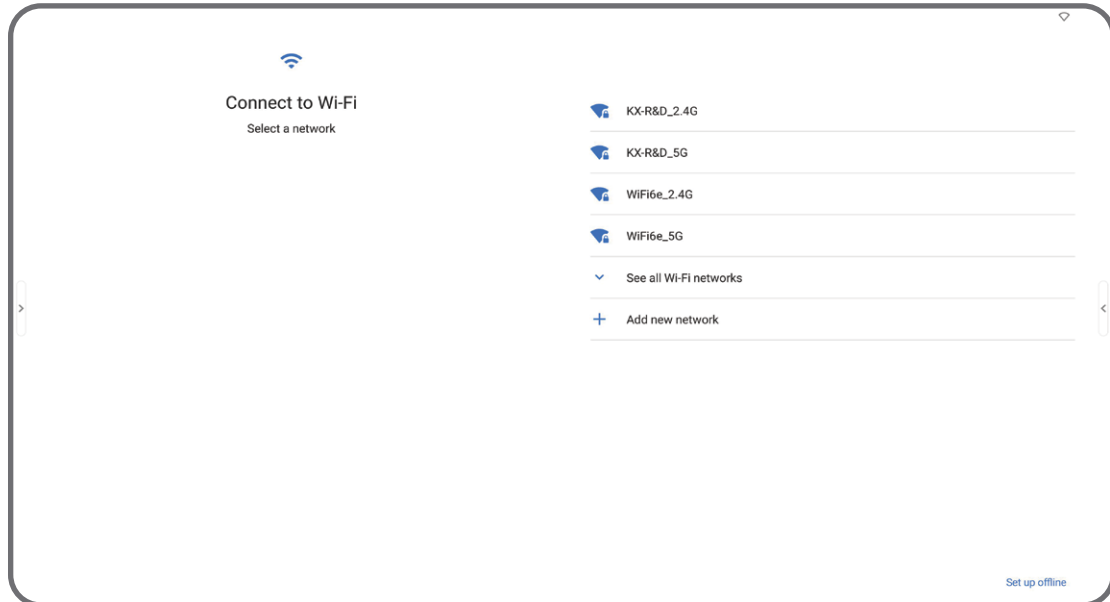 Connect to Wi-Fi
Select a network
KX-R&D_2.4G
KX-R&D_5G
WiFi6e_2.4G
WiFi6e_5G
See all Wi-Fi networks
Add new network
Set up offline